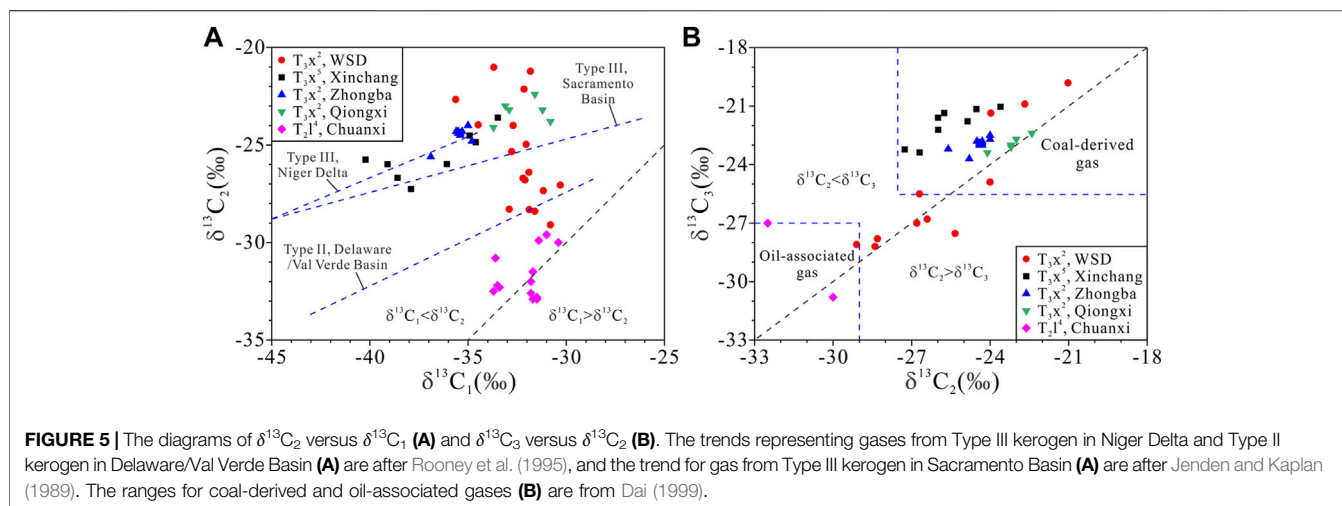 A
-20
-25
-30
-35
δ¹³C₂(‰)
T₃x², WSD
T₃x⁵, Xinchang
T₃x², Zhongba
T₃x², Qiongxi
T₂l⁴, Chuanxi
Type III,
Sacramento
Basin
Type III,
Niger Delta
Type II, Delaware
/Val Verde Basin
δ¹³C₁<δ¹³C₂
δ¹³C₁>δ¹³C₂
-45 -40 -35 -30 -25
δ¹³C₁(‰)
B
-18
-21
-24
-27
-30
-33
δ¹³C₃(‰)
Coal-derived
gas
δ¹³C₂<δ¹³C₃
Oil-associated
gas
δ¹³C₂>δ¹³C₃
T₃x², WSD
T₃x⁵, Xinchang
T₃x², Zhongba
T₃x², Qiongxi
T₂l⁴, Chuanxi
-33 -30 -27 -24 -21 -18
δ¹³C₂(‰)
FIGURE 5 | The diagrams of δ¹³C₂ versus δ¹³C₁ (A) and δ¹³C₃ versus δ¹³C₂ (B). The trends representing gases from Type III kerogen in Niger Delta and Type II
kerogen in Delaware/Val Verde Basin (A) are after Rooney et al. (1995), and the trend for gas from Type III kerogen in Sacramento Basin (A) are after Jenden and Kaplan
(1989). The ranges for coal-derived and oil-associated gases (B) are from Dai (1999).